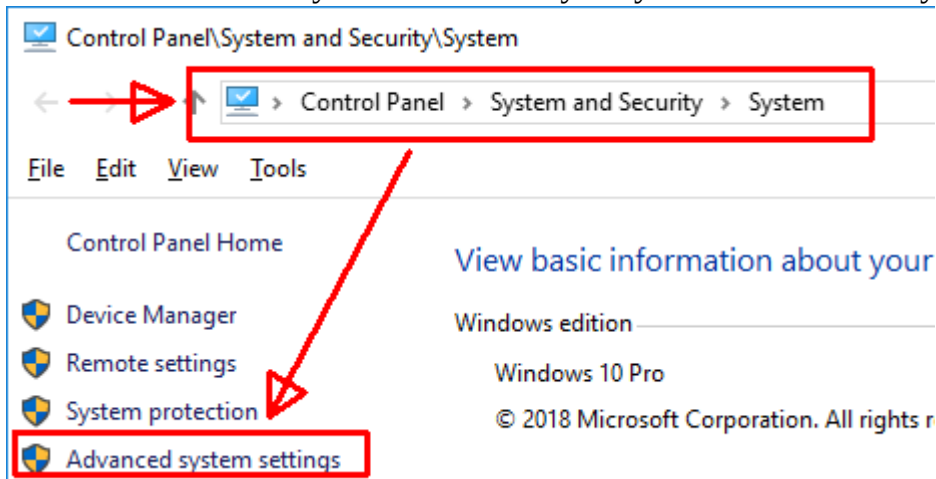 Control Panel\System and Security\System
Control Panel > System and Security > System
File Edit View Tools
Control Panel Home
View basic information about your
Device Manager
Windows edition
Remote settings
Windows 10 Pro
System protection
© 2018 Microsoft Corporation. All rights
Advanced system settings